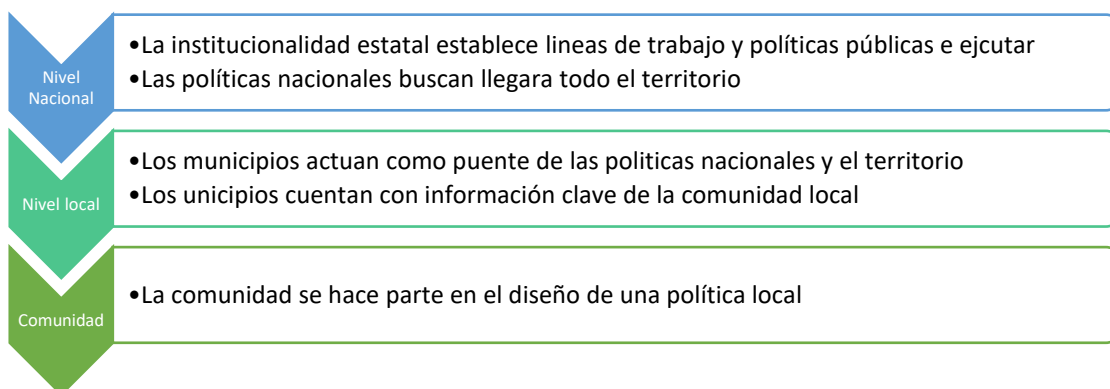 Nivel
Nacional
•La institucionalidad estatal establece lineas de trabajo y políticas públicas e ejcutar
•Las políticas nacionales buscan llegara todo el territorio
Nivel local
•Los municipios actuan como puente de las politicas nacionales y el territorio
•Los unicipios cuentan con información clave de la comunidad local
Comunidad
•La comunidad se hace parte en el diseño de una política local